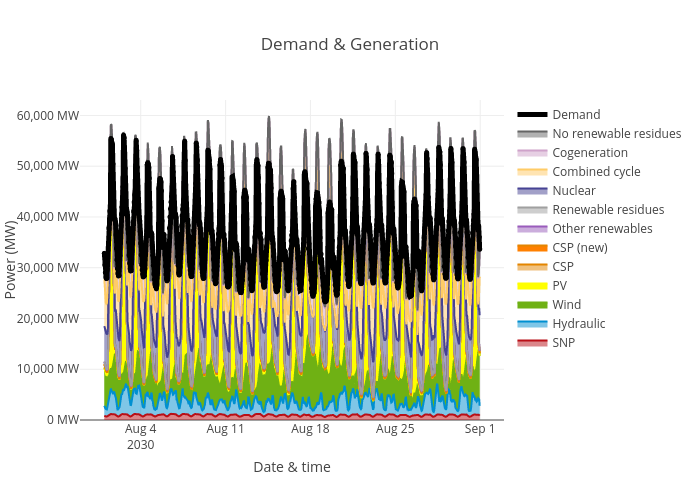 Demand & Generation
60,000 MW
50,000 MW
40,000 MW
30,000 MW
20,000 MW
10,000 MW
0 MW
Power (MW)
Aug 4
2030
Aug 11
Aug 18
Aug 25
Sep 1
Date & time
Demand
No renewable residues
Cogeneration
Combined cycle
Nuclear
Renewable residues
Other renewables
CSP (new)
CSP
PV
Wind
Hydraulic
SNP